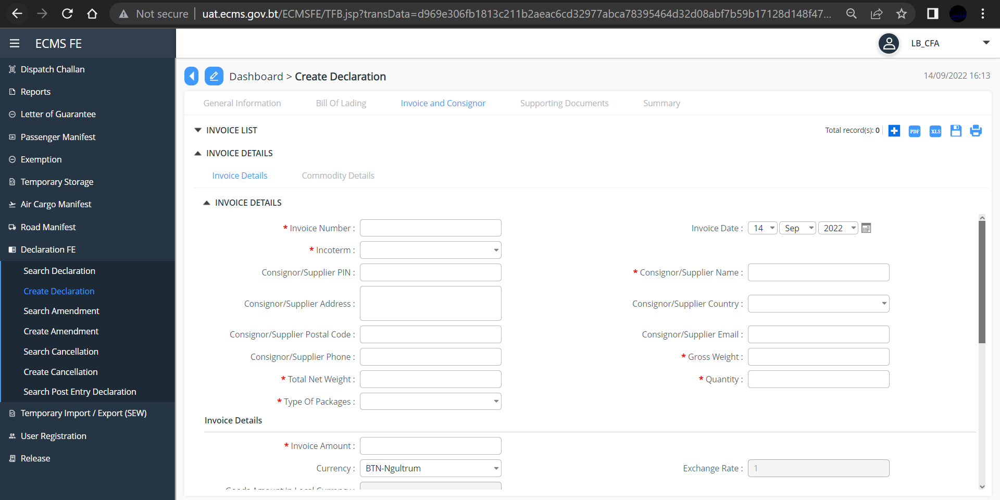 Not secure | uat.ecms.gov.bt/ECMSFE/TFB.jsp?transData=d969e306fb1813c211b2aeac6cd32977abca78395464d32d08abf7b59b17128d148f47...
ECMS FE
LB_CFA
Dispatch Challan
Reports
Letter of Guarantee
Passenger Manifest
Exemption
Temporary Storage
Air Cargo Manifest
Road Manifest
Declaration FE
Search Declaration
Create Declaration
Search Amendment
Create Amendment
Search Cancellation
Create Cancellation
Search Post Entry Declaration
Temporary Import / Export (SEW)
User Registration
Release
Dashboard > Create Declaration
14/09/2022 16:13
General Information Bill Of Lading Invoice and Consignor Supporting Documents Summary
INVOICE LIST
Total record(s): 0
PDF XLS
INVOICE DETAILS
Invoice Details Commodity Details
INVOICE DETAILS
* Invoice Number :
Invoice Date : 14 Sep 2022
* Incoterm :
Consignor/Supplier PIN :
* Consignor/Supplier Name :
Consignor/Supplier Address :
Consignor/Supplier Country :
Consignor/Supplier Postal Code :
Consignor/Supplier Email :
Consignor/Supplier Phone :
* Gross Weight :
* Total Net Weight :
* Quantity :
* Type Of Packages :
Invoice Details
* Invoice Amount :
Currency : BTN-Ngultrum
Exchange Rate : 1
Goods Amount in Local Currency :